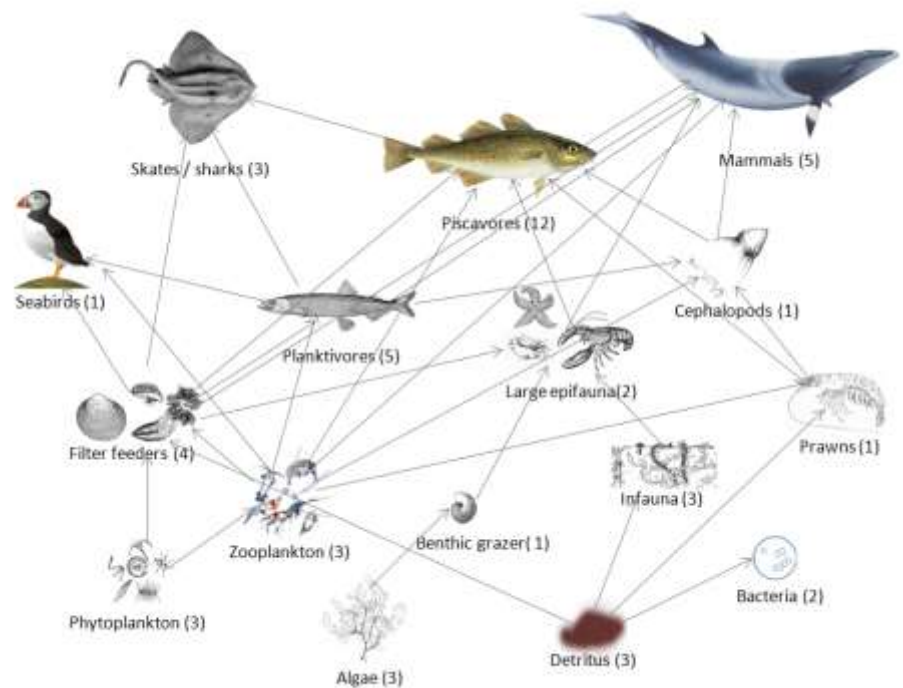 Skates / sharks (3)
Mammals (5)
Piscavores (12)
Seabirds (1)
Cephalopods (1)
Planktivores (5)
Large epifauna(2)
Filter feeders (4)
Prawns (1)
Infauna (3)
Zooplankton (3)
Benthic grazer( 1)
Bacteria (2)
Phytoplankton (3)
Detritus (3)
Algae (3)